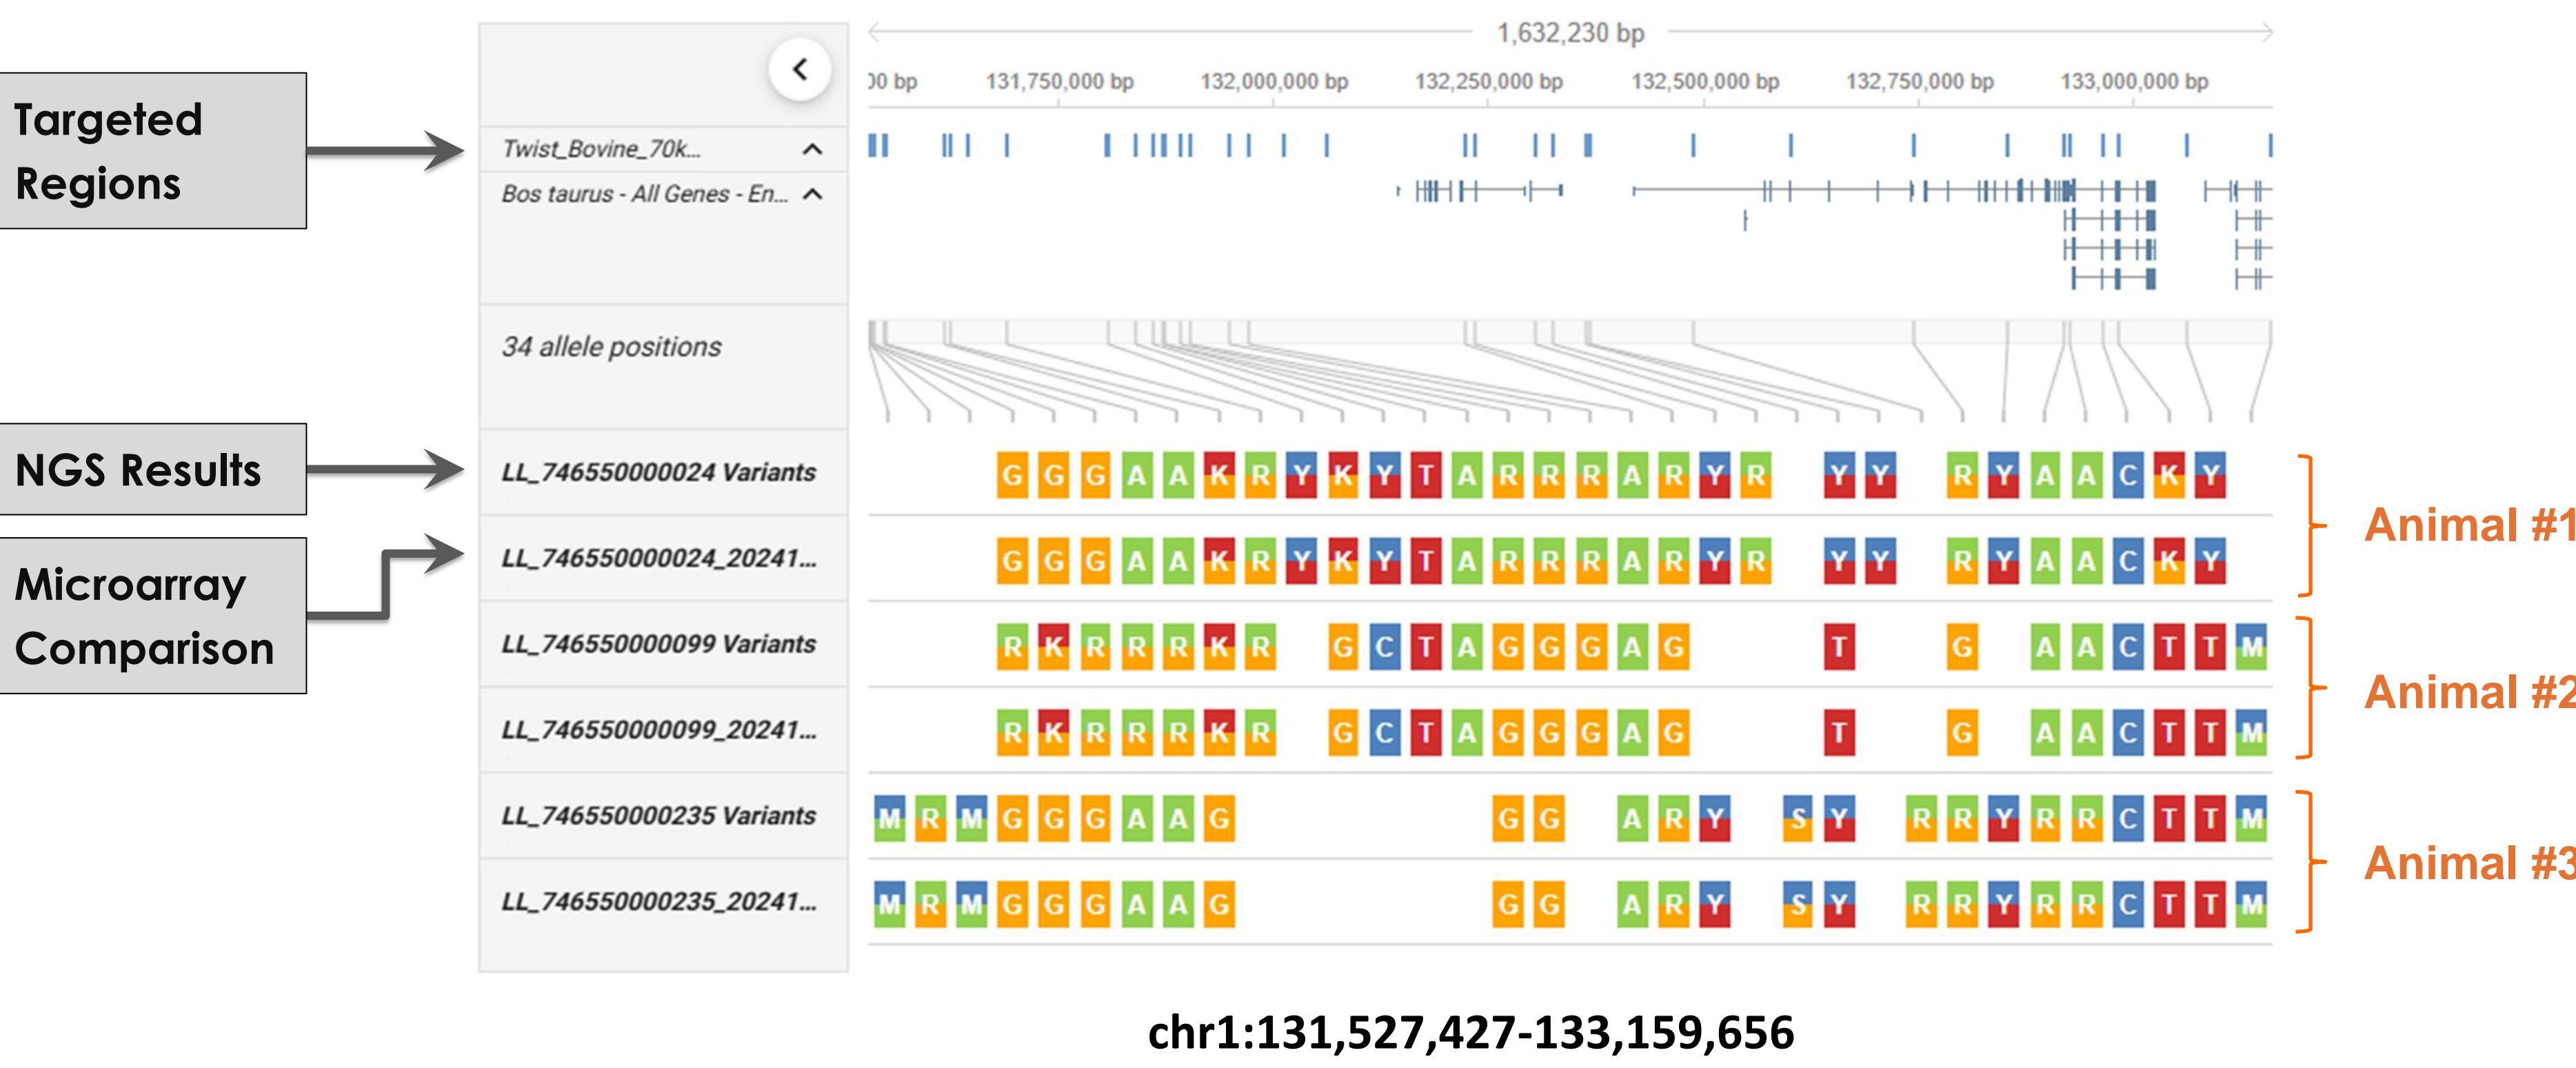 1,632,230 bp
00 bp 131,750,000 bp 132,000,000 bp 132,250,000 bp 132,500,000 bp 132,750,000 bp 133,000,000 bp
Targeted
Regions
Twist_Bovine_70k...
Bos taurus - All Genes - En...
34 allele positions
NGS Results
LL_746550000024 Variants
G G G A A K R Y K Y T A R R R A R Y R Y Y R Y A A C K Y
Animal #1
Microarray
Comparison
LL_746550000024_20241...
G G G A A K R Y K Y T A R R R A R Y R Y Y R Y A A C K Y
LL_746550000099 Variants
R K R R R K R G C T A G G G A G T G A A C T T M
Animal #2
LL_746550000099_20241...
R K R R R K R G C T A G G G A G T G A A C T T M
LL_746550000235 Variants
M R M G G G A A G G G A R Y S Y R R Y R R C T T M
Animal #3
LL_746550000235_20241...
M R M G G G A A G G G A R Y S Y R R Y R R C T T M
chr1:131,527,427-133,159,656